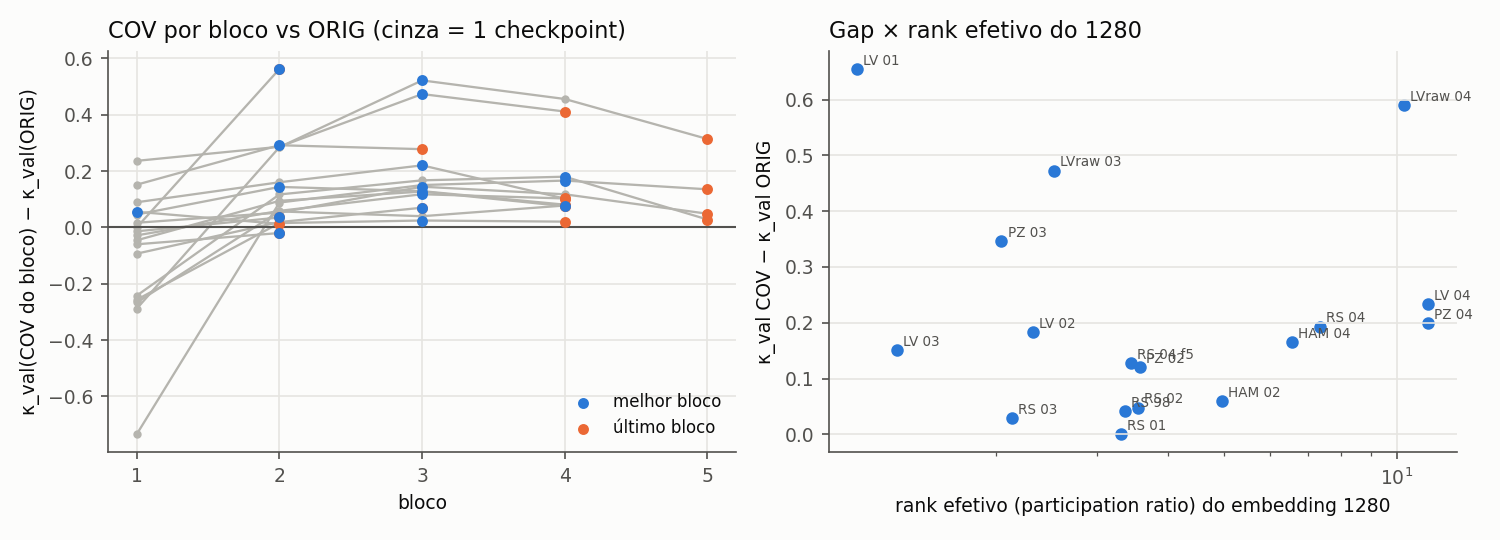 COV por bloco vs ORIG (cinza = 1 checkpoint)
κ_val(COV do bloco) − κ_val(ORIG)
0.6
0.4
0.2
0.0
−0.2
−0.4
−0.6
melhor bloco
último bloco
1
2
3
4
5
bloco
Gap × rank efetivo do 1280
κ_val COV − κ_val ORIG
0.6
0.5
0.4
0.3
0.2
0.1
0.0
LV 01
LVraw 04
LVraw 03
PZ 03
LV 04
PZ 04
RS 04
LV 02
HAM 04
LV 03
RS 04 f5
PZ 02
HAM 02
RS 02
RS 03
RS 01
10¹
rank efetivo (participation ratio) do embedding 1280